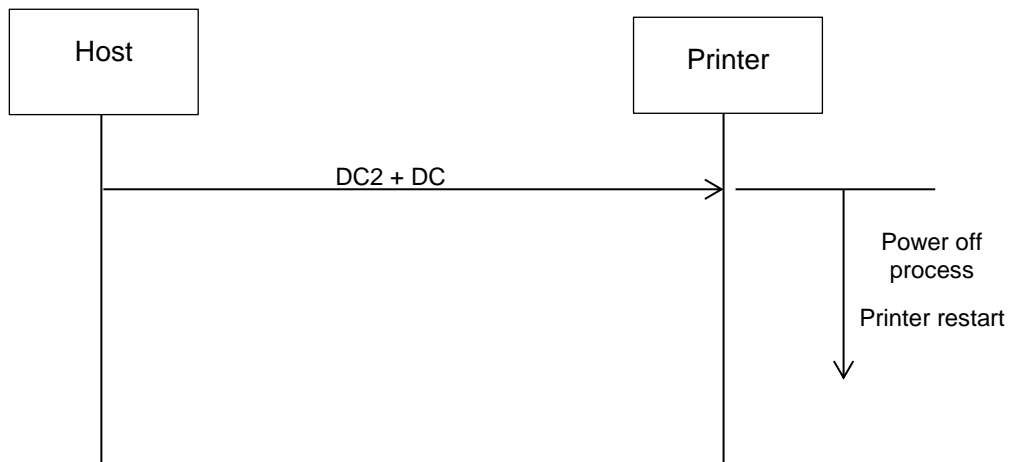 Host
Printer
DC2 + DC
Power off
process
Printer restart